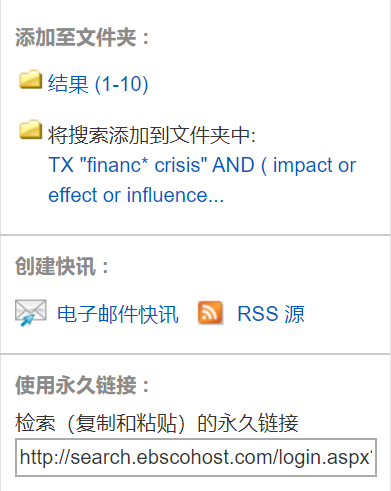 添加至文件夹：
结果 (1-10)
将搜索添加到文件夹中:
TX "financ* crisis" AND ( impact or
effect or influence...
创建快讯：
电子邮件快讯 RSS 源
使用永久链接：
检索（复制和粘贴）的永久链接
http://search.ebscohost.com/login.aspx?